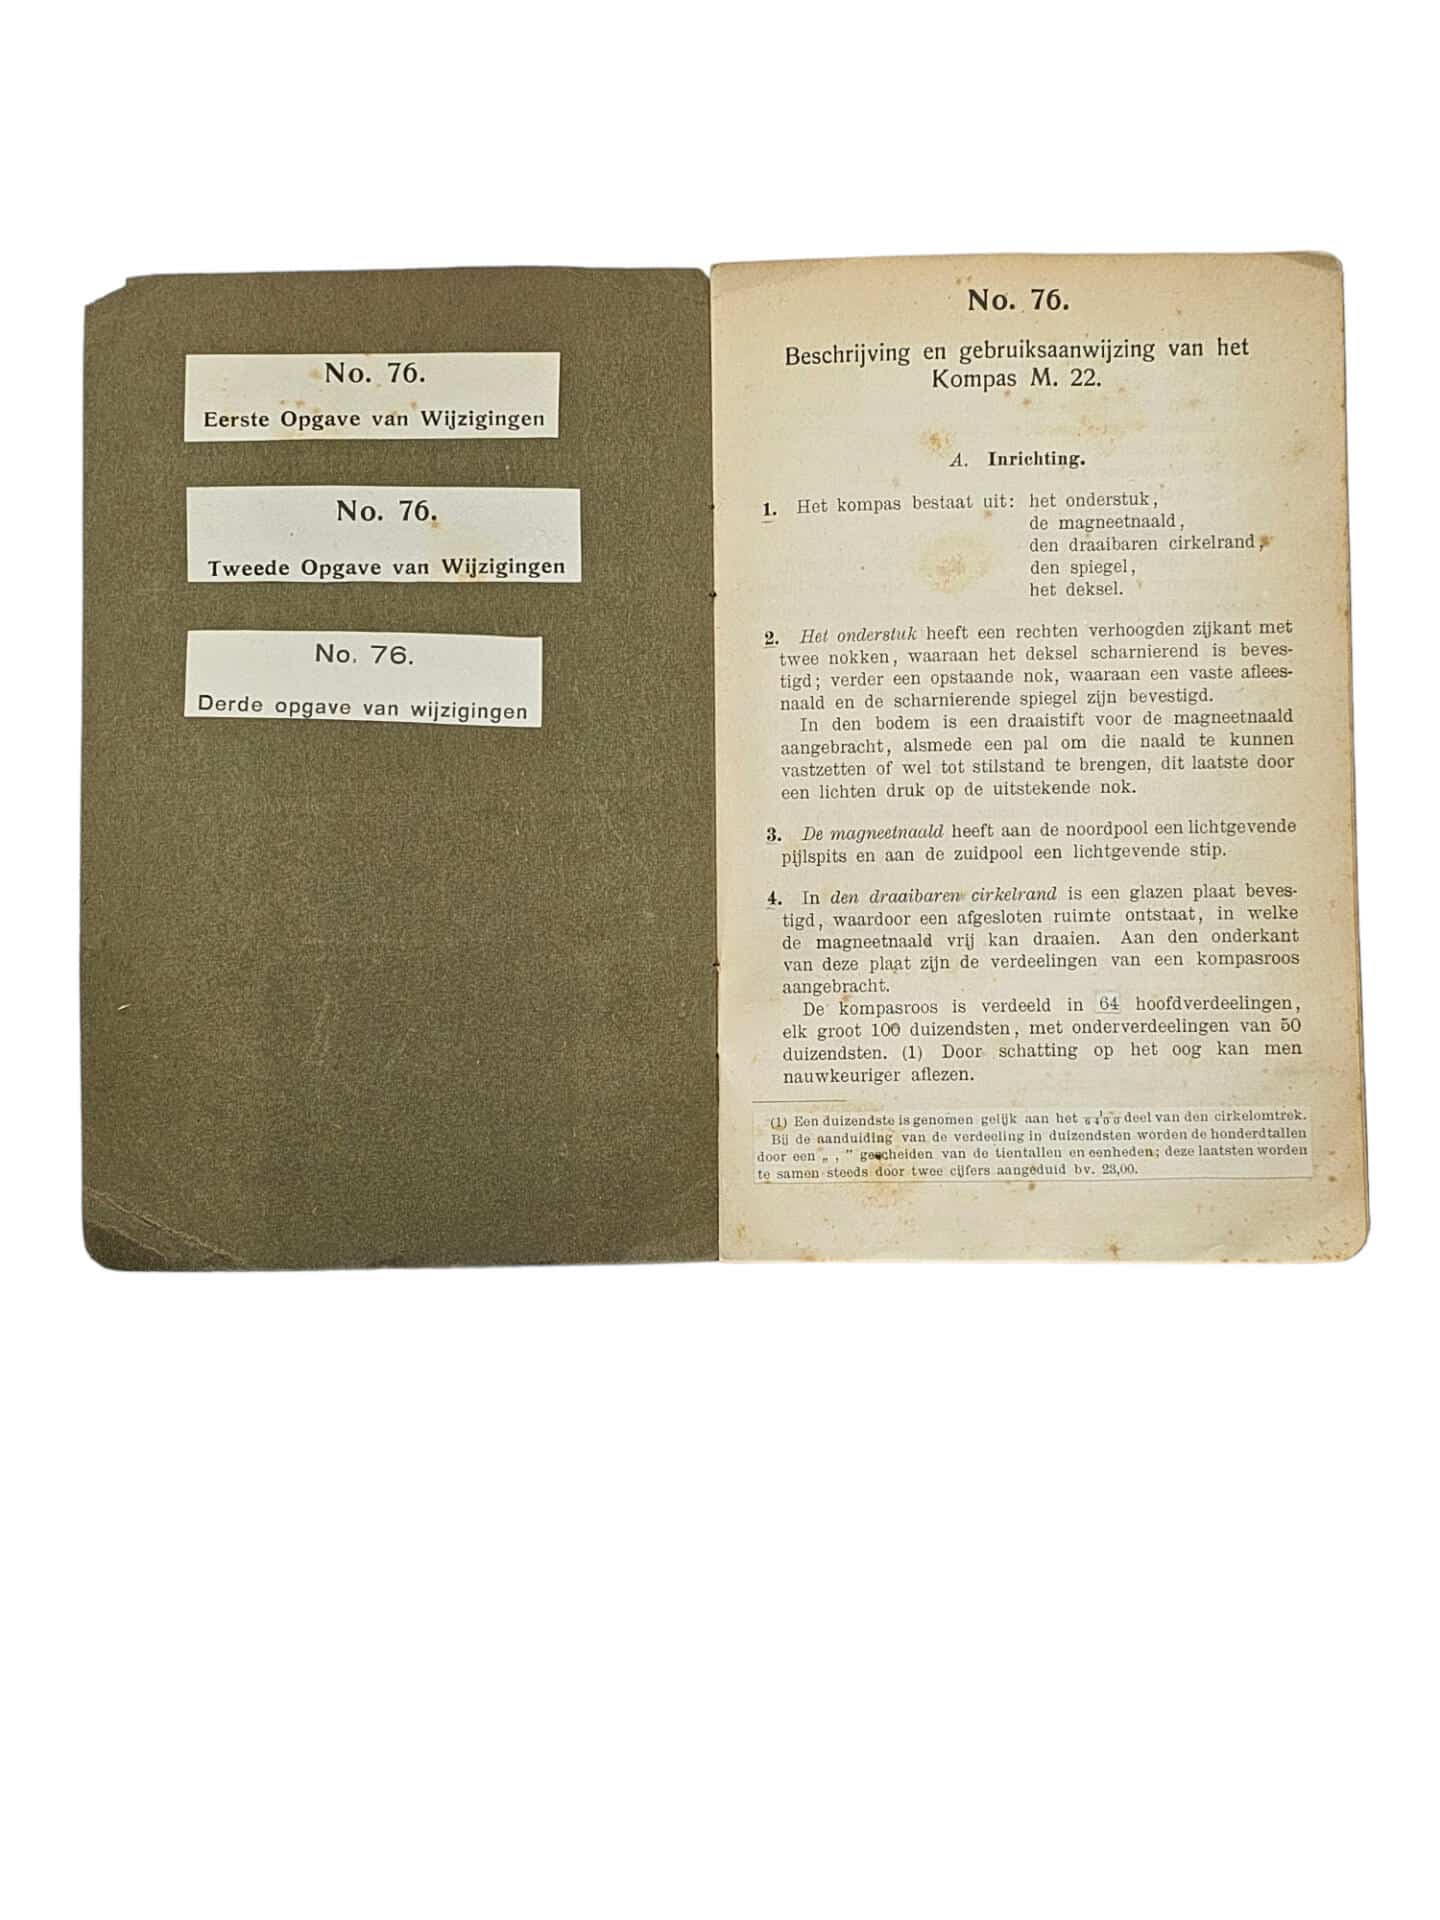 No. 76.
Eerste Opgave van Wijzigingen
No. 76.
Tweede Opgave van Wijzigingen
No. 76.
Derde opgave van wijzigingen
No. 76.
Beschrijving en gebruiksaanwijzing van het
Kompas M. 22.
A. Inrichting.
1. Het kompas bestaat uit: het onderstuk,
de magneetnaald,
den draaibaren cirkelrand,
den spiegel,
het deksel.
2. Het onderstuk heeft een rechten verhoogden zijkant met
twee nokken, waaraan het deksel scharnierend is beves-
tigd; verder een opstaande nok, waaraan een vaste aflees-
naald en de scharnierende spiegel zijn bevestigd.
In den bodem is een draaistift voor de magneetnaald
aangebracht, alsmede een pal om die naald te kunnen
vastzetten of wel tot stilstand te brengen, dit laatste door
een lichten druk op de uitstekende nok.
3. De magneetnaald heeft aan de noordpool een lichtgevende
pijlspits en aan de zuidpool een lichtgevende stip.
4. In den draaibaren cirkelrand is een glazen plaat beves-
tigd, waardoor een afgesloten ruimte ontstaat, in welke
de magneetnaald vrij kan draaien. Aan den onderkant
van deze plaat zijn de verdeelingen van een kompasroos
aangebracht.
De kompasroos is verdeeld in 64 hoofdverdeelingen,
elk groot 100 duizendsten, met onderverdeelingen van 50
duizendsten. (1) Door schatting op het oog kan men
nauwkeuriger aflezen.
(1) Een duizendste is genomen gelijk aan het 1/6400 deel van den cirkelomtrek.
Bij de aanduiding van de verdeeling in duizendsten worden de honderdtallen
door een „ , ” gescheiden van de tientallen en eenheden; deze laatsten worden
te samen steeds door twee cijfers aangeduid bv. 23,00.